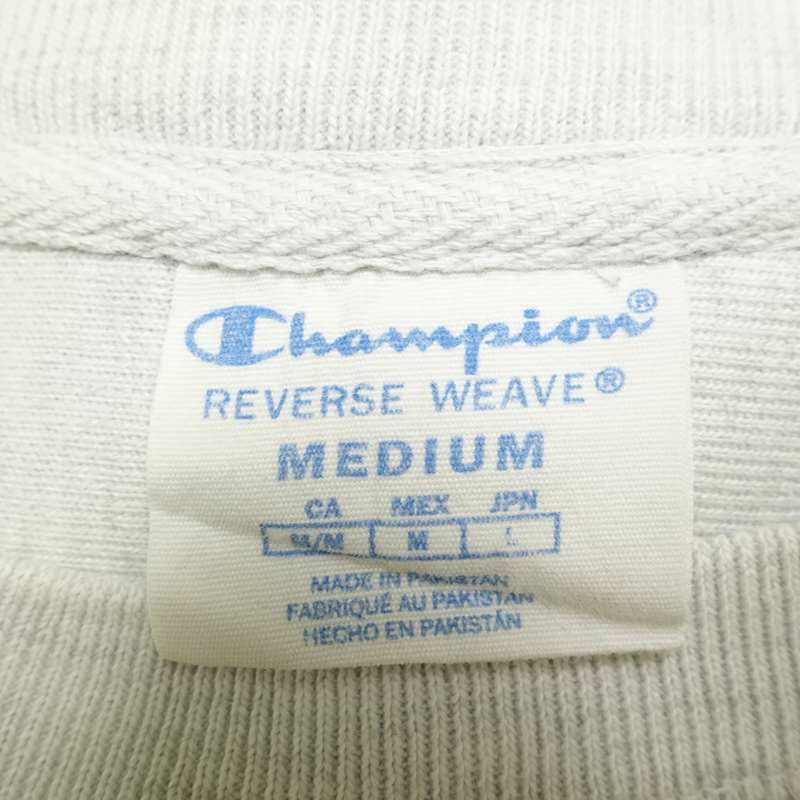 Champion®
REVERSE WEAVE®
MEDIUM
CA MEX JPN
M/M M L
MADE IN PAKISTAN
FABRIQUÉ AU PAKISTAN
HECHO EN PAKISTÁN